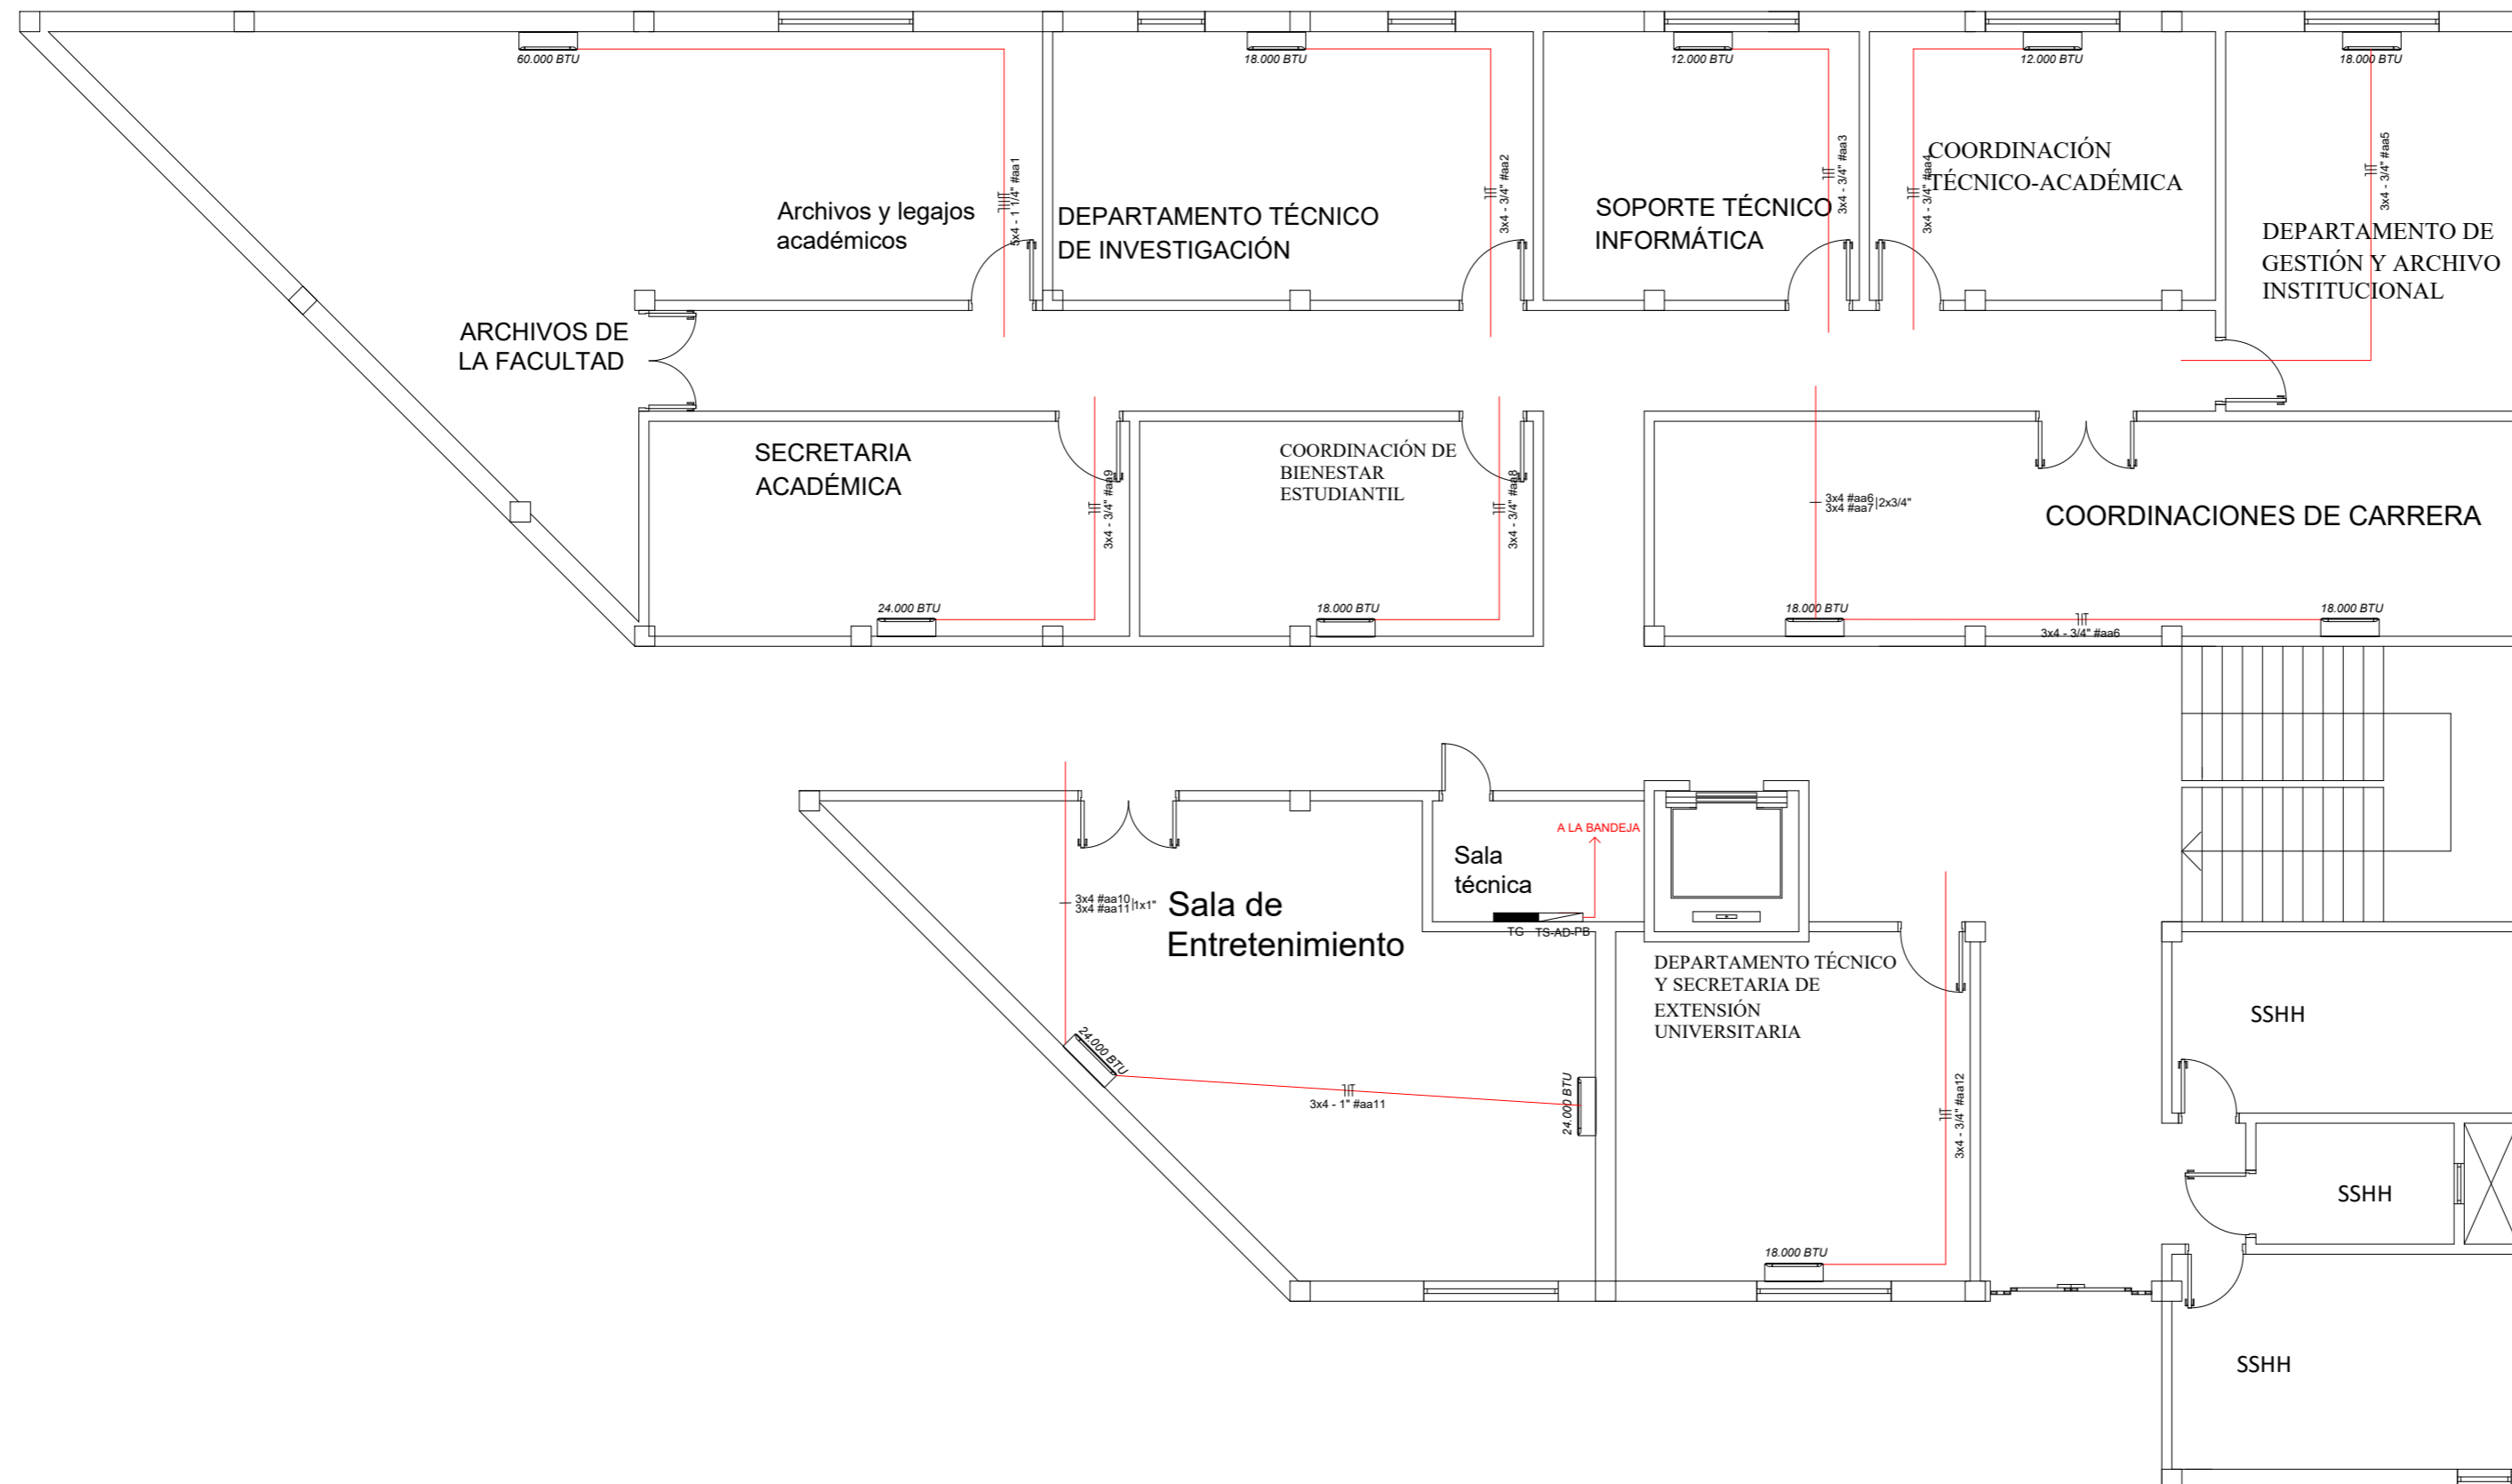 60.000 BTU
18.000 BTU
12.000 BTU
12.000 BTU
18.000 BTU
5x4 - 1 1/4" #aa1
3x4 - 3/4" #aa2
3x4 - 3/4" #aa3
3x4 - 3/4" #aa4
3x4 - 3/4" #aa5
Archivos y legajos
académicos
DEPARTAMENTO TÉCNICO
DE INVESTIGACIÓN
SOPORTE TÉCNICO
INFORMÁTICA
COORDINACIÓN
TÉCNICO-ACADÉMICA
DEPARTAMENTO DE
GESTIÓN Y ARCHIVO
INSTITUCIONAL
ARCHIVOS DE
LA FACULTAD
SECRETARIA
ACADÉMICA
3x4 - 3/4" #aa9
COORDINACIÓN DE
BIENESTAR
ESTUDIANTIL
3x4 - 3/4" #aa8
3x4 #aa6
3x4 #aa7
2x3/4"
COORDINACIONES DE CARRERA
24.000 BTU
18.000 BTU
18.000 BTU
3x4 - 3/4" #aa6
18.000 BTU
A LA BANDEJA
Sala
técnica
TG TS-AD-PB
3x4 #aa10
3x4 #aa11
1x1"
Sala de
Entretenimiento
DEPARTAMENTO TÉCNICO
Y SECRETARIA DE
EXTENSIÓN
UNIVERSITARIA
24.000 BTU
3x4 - 1" #aa11
24.000 BTU
3x4 - 3/4" #aa12
18.000 BTU
SSHH
SSHH
SSHH